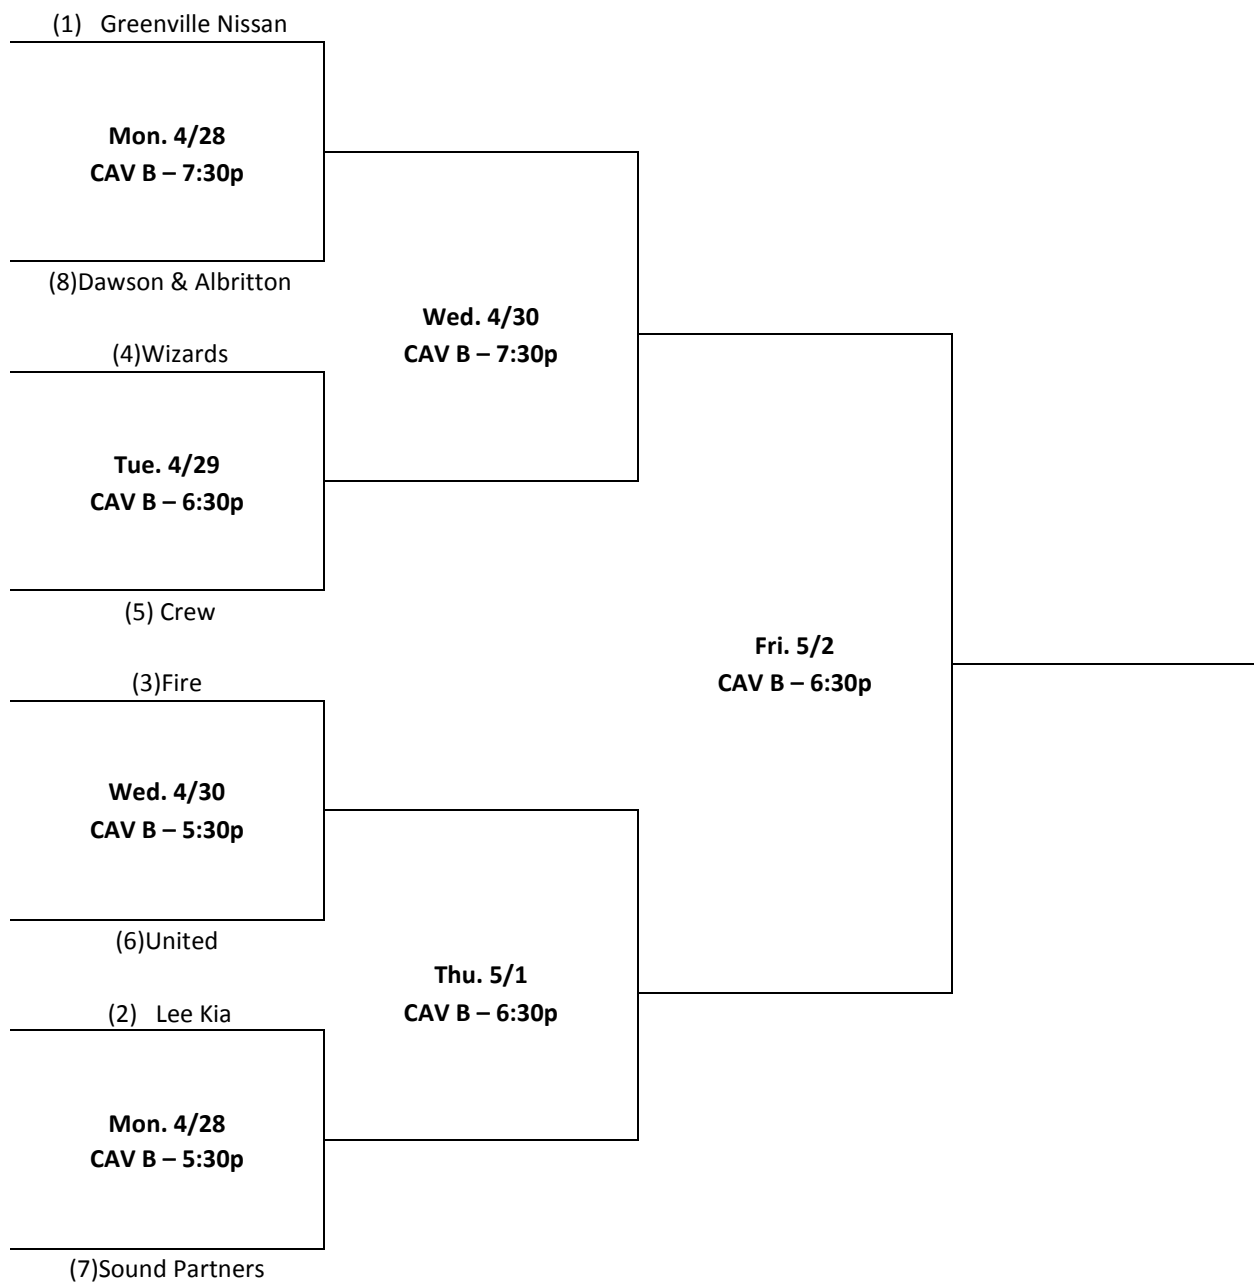 (1) Greenville Nissan
Mon. 4/28
CAV B – 7:30p
(8)Dawson & Albritton
Wed. 4/30
CAV B – 7:30p
(4)Wizards
Tue. 4/29
CAV B – 6:30p
(5) Crew
Fri. 5/2
CAV B – 6:30p
(3)Fire
Wed. 4/30
CAV B – 5:30p
(6)United
Thu. 5/1
CAV B – 6:30p
(2) Lee Kia
Mon. 4/28
CAV B – 5:30p
(7)Sound Partners